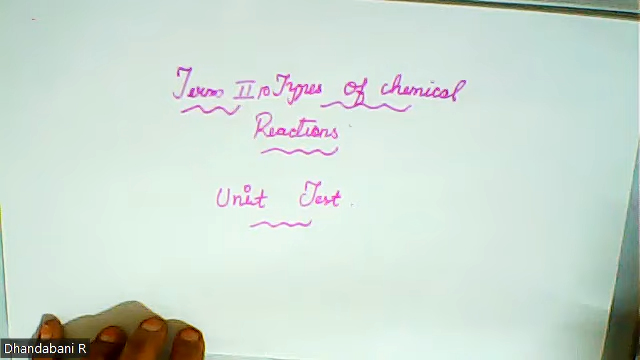 Term II Types of chemical
Reactions
Unit Test.
Dhandabani R